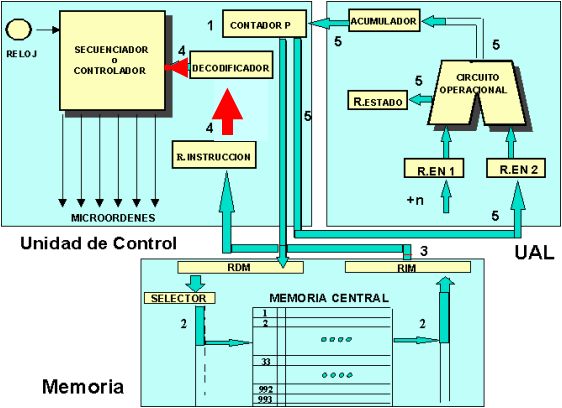 RELOJ
SECUENCIADOR
O
CONTROLADOR
4
DECODIFICADOR
4
R.INSTRUCCION
MICROORDENES
Unidad de Control
1
CONTADOR P
5
ACUMULADOR
5
5
CIRCUITO
OPERACIONAL
5
R.ESTADO
R.EN 1
R.EN 2
+n
5
UAL
3
RDM
RIM
SELECTOR
MEMORIA CENTRAL
2
1
2
33
992
993
2
Memoria